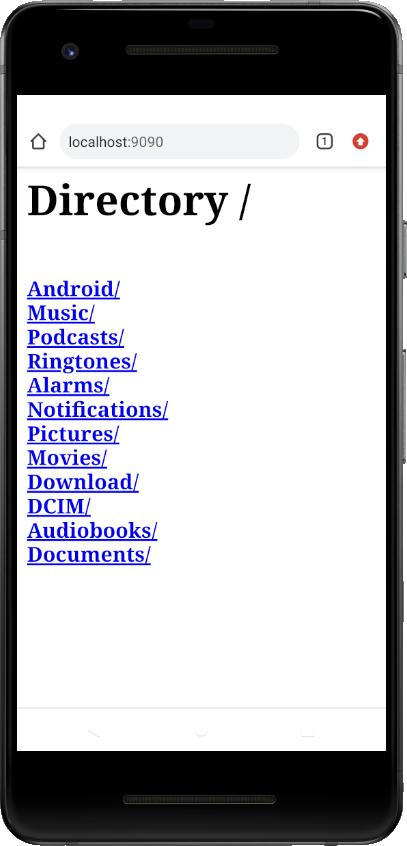 localhost:9090
1
Directory /
Android/
Music/
Podcasts/
Ringtones/
Alarms/
Notifications/
Pictures/
Movies/
Download/
DCIM/
Audiobooks/
Documents/